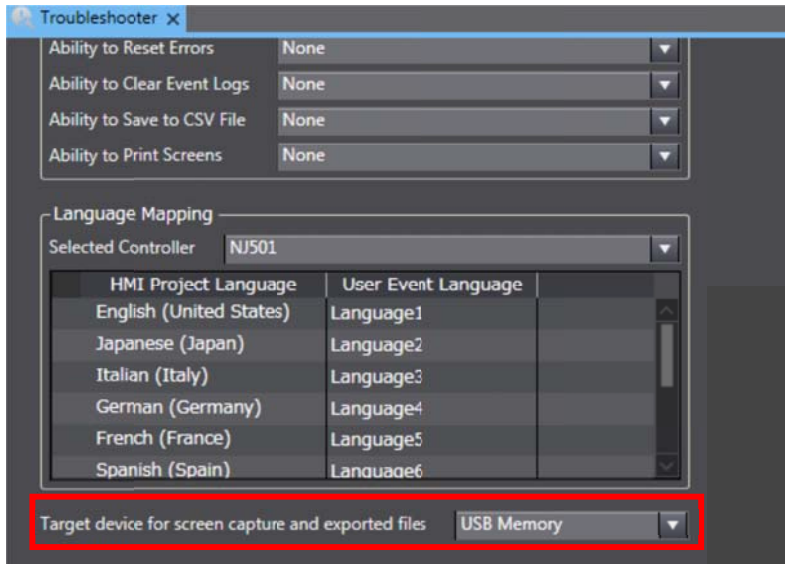 Troubleshooter
Ability to Reset Errors None
Ability to Clear Event Logs None
Ability to Save to CSV File None
Ability to Print Screens None
Language Mapping
Selected Controller NJ501
HMI Project Language User Event Language
English (United States) Language1
Japanese (Japan) Language2
Italian (Italy) Language3
German (Germany) Language4
French (France) Language5
Spanish (Spain) Language6
Target device for screen capture and exported files USB Memory